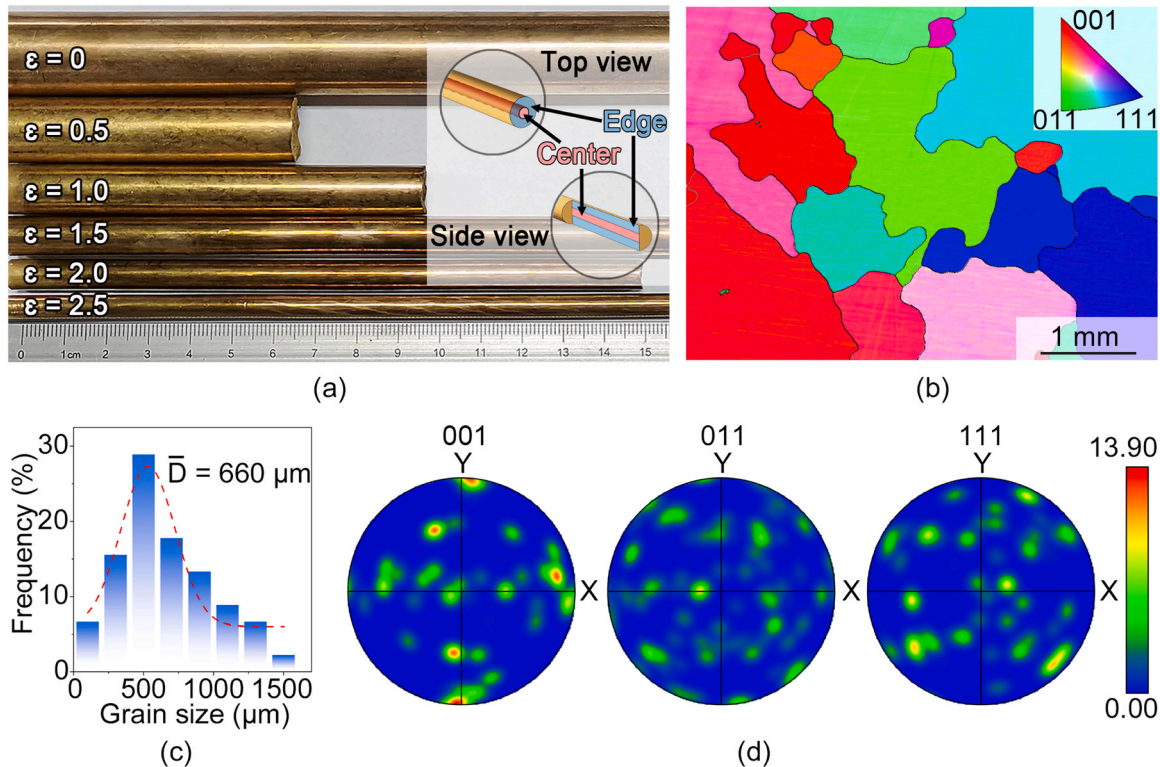 ε = 0
Top view
ε = 0.5
Edge
Center
ε = 1.0
ε = 1.5
Side view
ε = 2.0
ε = 2.5
0 1cm 2 3 4 5 6 7 8 9 10 11 12 13 14 15
(a)
001
011 111
1 mm
(b)
Frequency (%)
30
20
10
0
D̅ = 660 μm
0 500 1000 1500
Grain size (μm)
(c)
001
Y
X
011
Y
X
111
Y
X
13.90
0.00
(d)